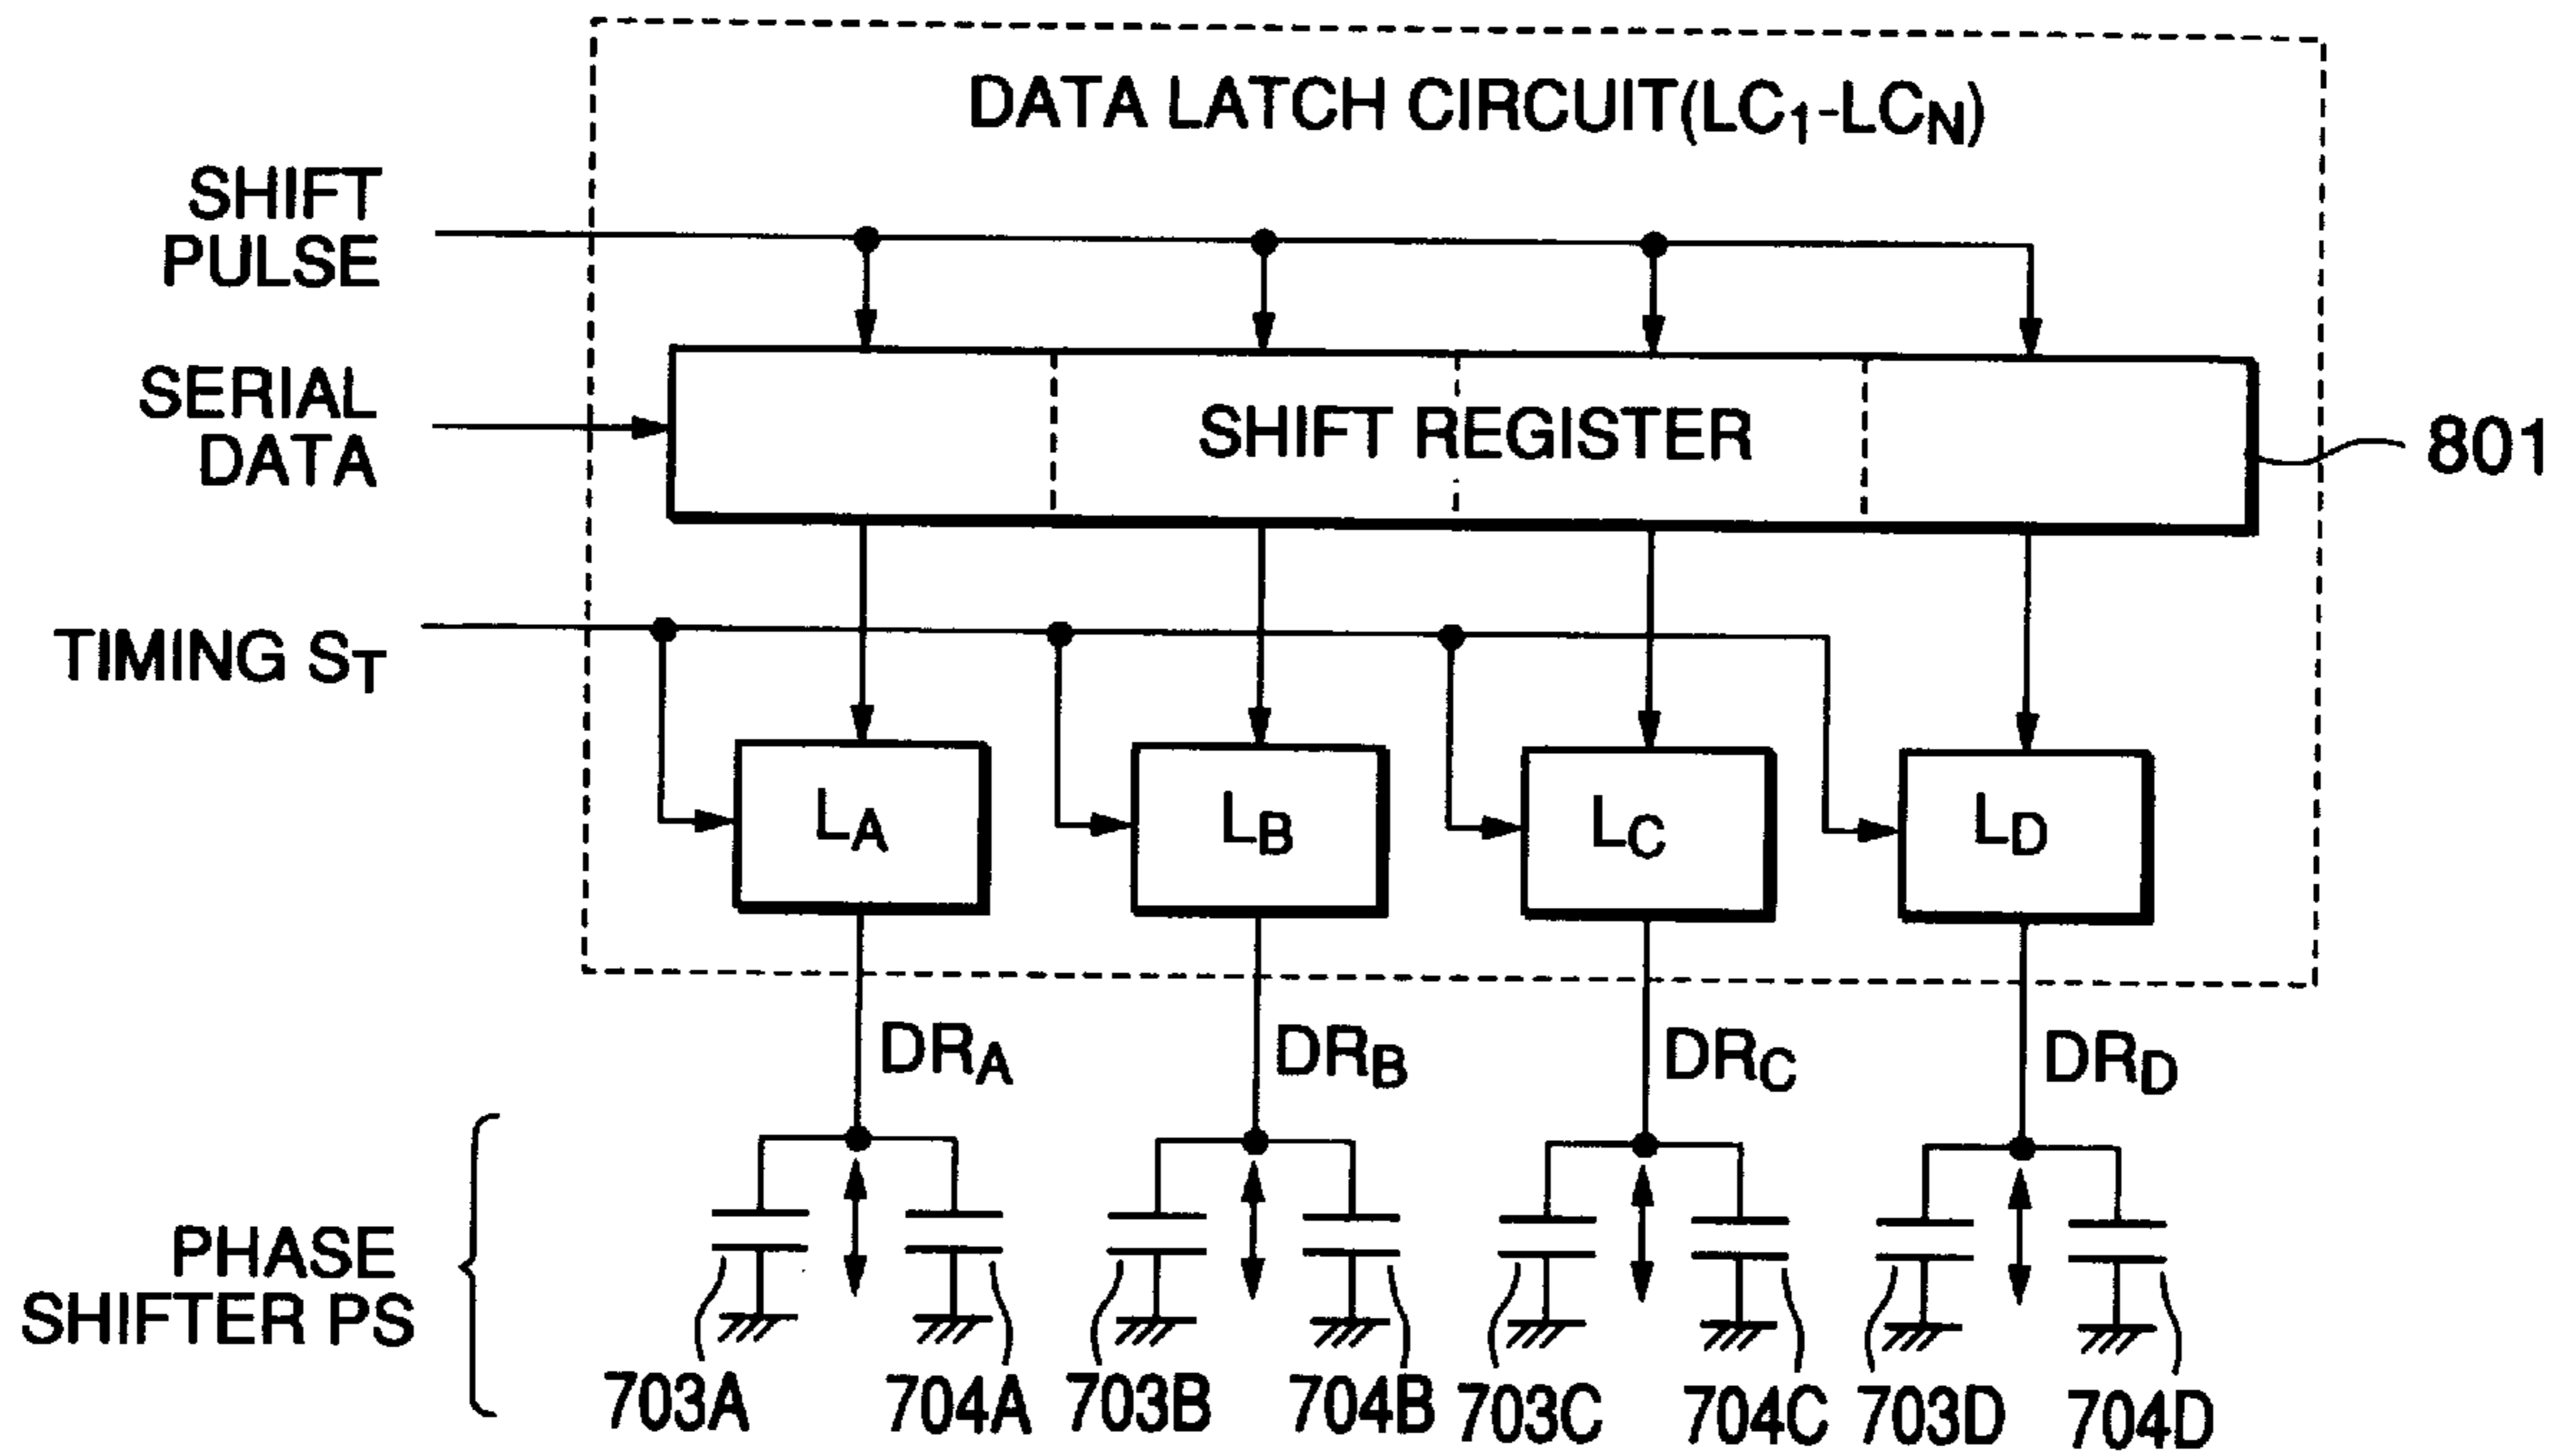 DATA LATCH CIRCUIT(LC1-LCN)
SHIFT
PULSE
SERIAL
DATA
SHIFT REGISTER
801
TIMING ST
LA
LB
LC
LD
DRA
DRB
DRC
DRD
PHASE
SHIFTER PS
703A
704A
703B
704B
703C
704C
703D
704D